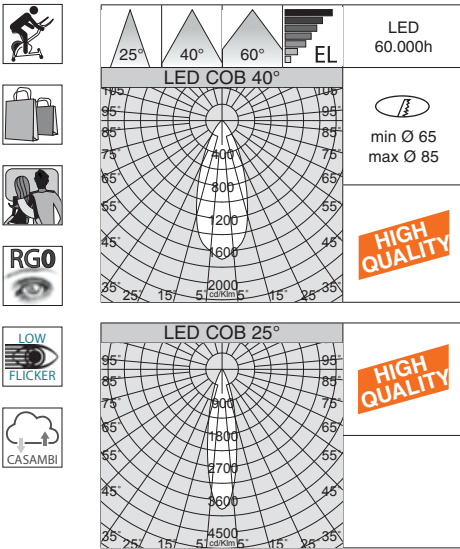 25° 40° 60° EL
LED
60.000h
LED COB 40°
105° 105°
95° 95°
85° 85°
75° 75°
65° 65°
55° 55°
45° 45°
35° 25° 15° 5° 5° 15° 25° 35°
400
800
1200
1600
2000
cd/Klm
min Ø 65
max Ø 85
HIGH
QUALITY
RG0
LOW
FLICKER
CASAMBI
LED COB 25°
95° 95°
85° 85°
75° 75°
65° 65°
55° 55°
45° 45°
35° 25° 15° 5° 5° 15° 25° 35°
900
1800
2700
3600
4500
cd/Klm
HIGH
QUALITY